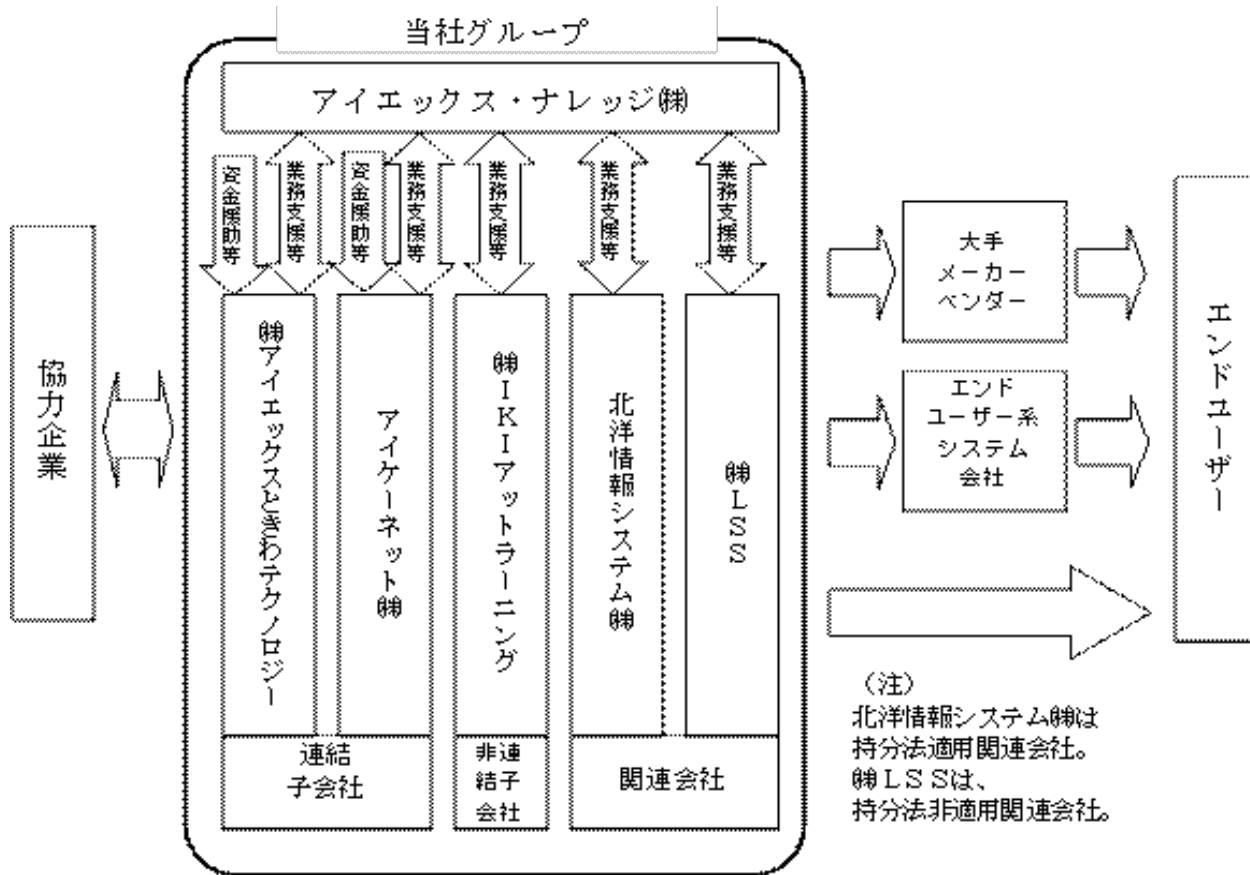 当社グループ
アイエックス・ナレッジ㈱
資金援助等
業務支援等
資金援助等
業務支援等
業務支援等
業務支援等
業務支援等
協力企業
㈱アイエックスときわテクノロジー
アイケーネット㈱
㈱IKIアットラーニング
北洋情報システム㈱
㈱LSS
連結
子会社
非連
結子
会社
関連会社
大手
メーカー
ベンダー
エンド
ユーザー系
システム
会社
エンドユーザー
（注）
北洋情報システム㈱は
持分法適用関連会社。
㈱LSSは、
持分法非適用関連会社。